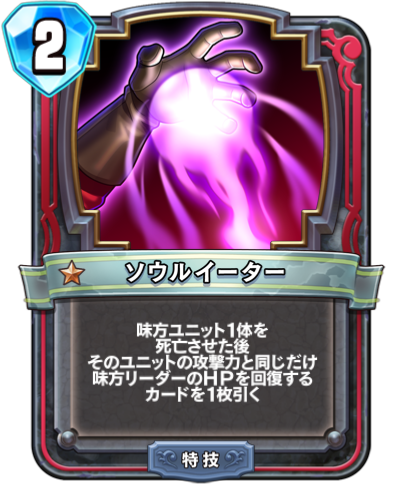 2
ソウルイーター
味方ユニット1体を
死亡させた後
そのユニットの攻撃力と同じだけ
味方リーダーのHPを回復する
カードを1枚引く
特技